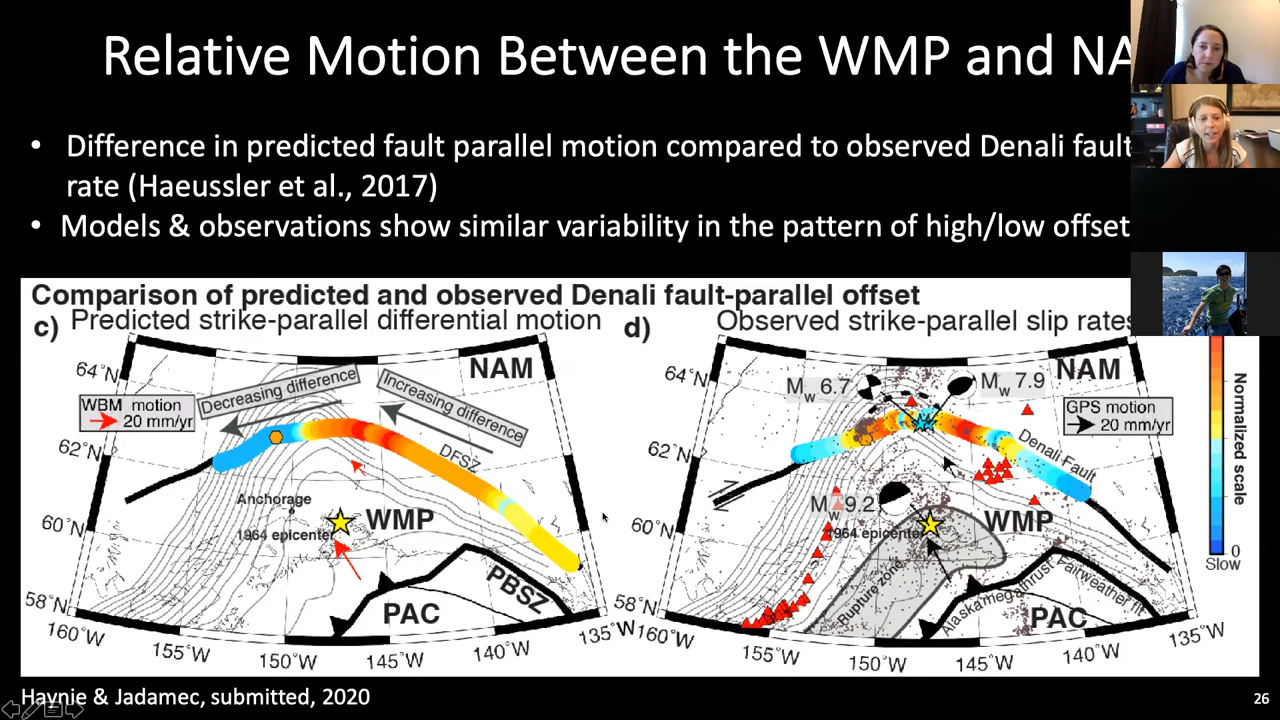 Relative Motion Between the WMP and NA
• Difference in predicted fault parallel motion compared to observed Denali fault
rate (Haeussler et al., 2017)
• Models & observations show similar variability in the pattern of high/low offset
Comparison of predicted and observed Denali fault-parallel offset
c) Predicted strike-parallel differential motion
64°N
62°N
60°N
58°N
160°W
155°W
150°W
145°W
140°W
135°W
NAM
Decreasing difference
Increasing difference
WBM motion
20 mm/yr
DFSZ
Anchorage
WMP
1964 epicenter
PBSZ
PAC
d) Observed strike-parallel slip rates
64°N
62°N
60°N
58°N
160°W
155°W
150°W
145°W
140°W
135°W
NAM
Mw 6.7
Mw 7.9
GPS motion
20 mm/yr
Denali Fault
Mw 9.2
WMP
1964 epicenter
Rupture zone
Alaska megathrust
Fairweather flt
PAC
Normalized scale
0
Slow
Haynie & Jadamec, submitted, 2020
26